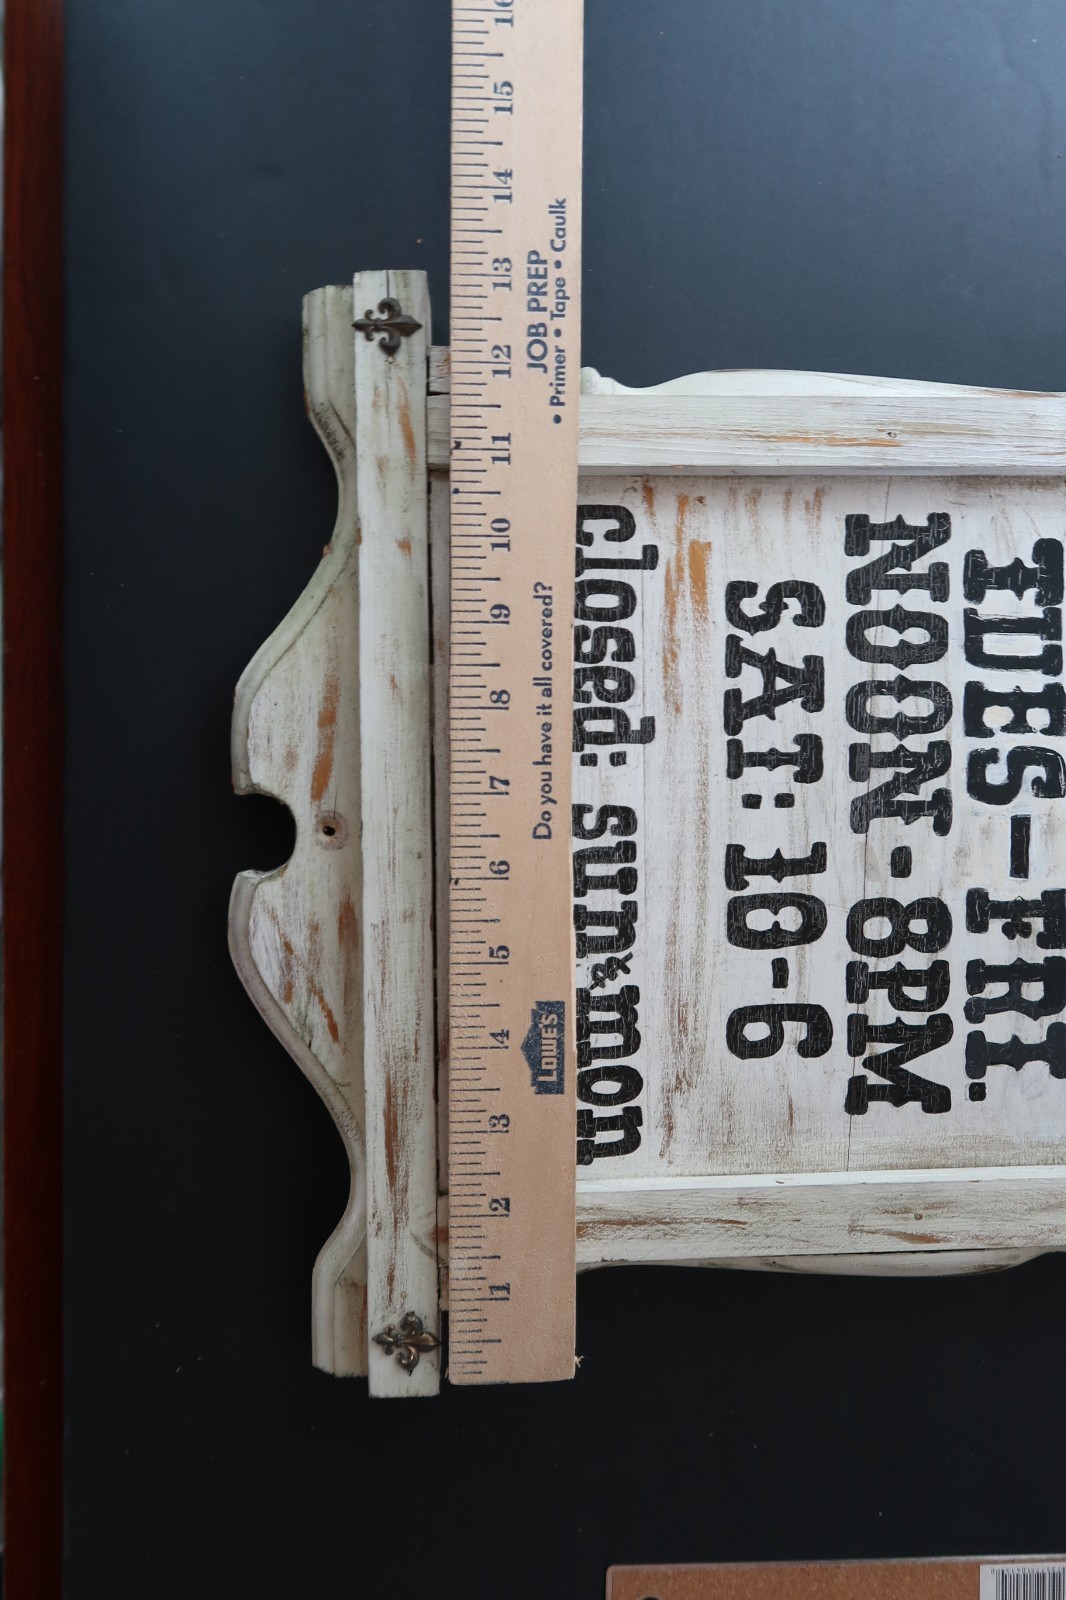 TUES-FRI.
NOON-8PM
SAT: 10-6
closed: sun&mon
1 2 3 4 5 6 7 8 9 10 11 12 13 14 15 16
LOWE'S
Do you have it all covered?
JOB PREP
• Primer • Tape • Caulk